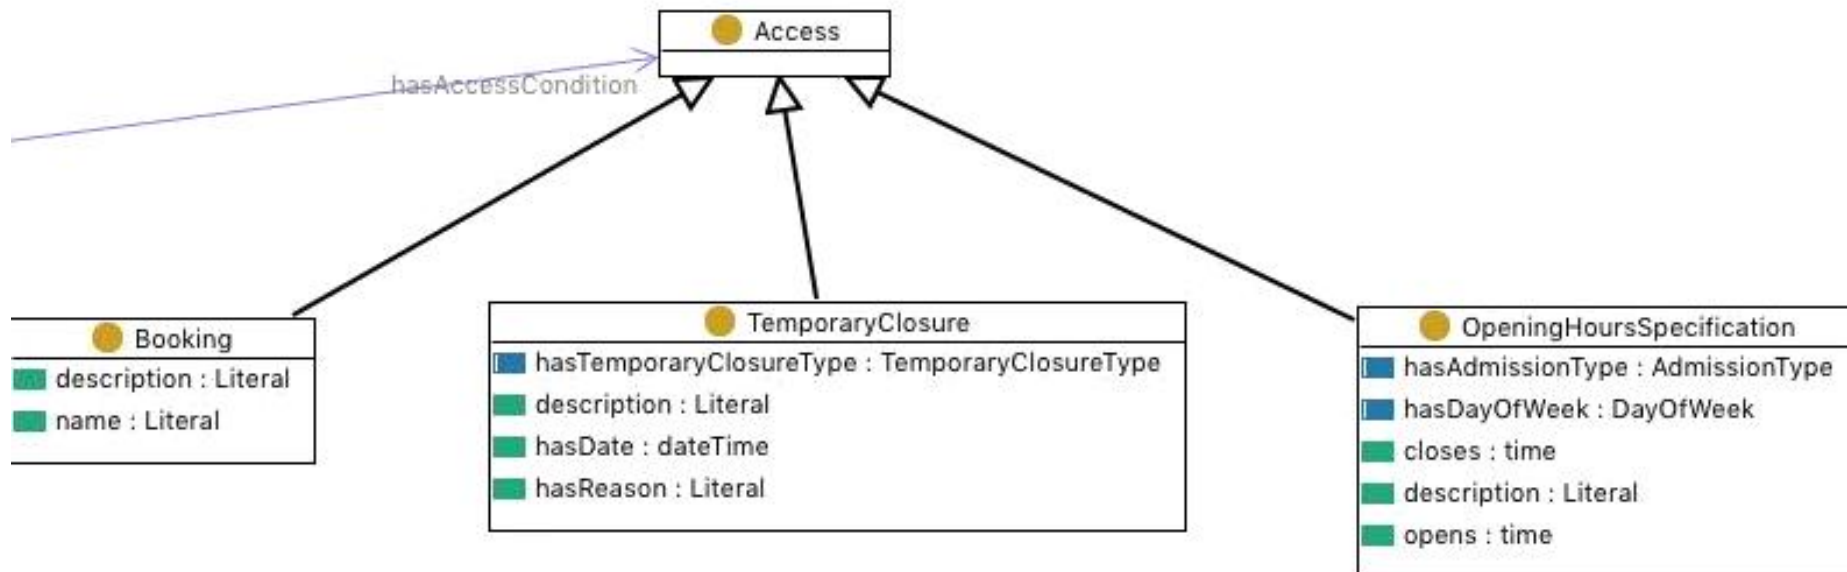 Access
hasAccessCondition
Booking
description : Literal
name : Literal
TemporaryClosure
hasTemporaryClosureType : TemporaryClosureType
description : Literal
hasDate : dateTime
hasReason : Literal
OpeningHoursSpecification
hasAdmissionType : AdmissionType
hasDayOfWeek : DayOfWeek
closes : time
description : Literal
opens : time